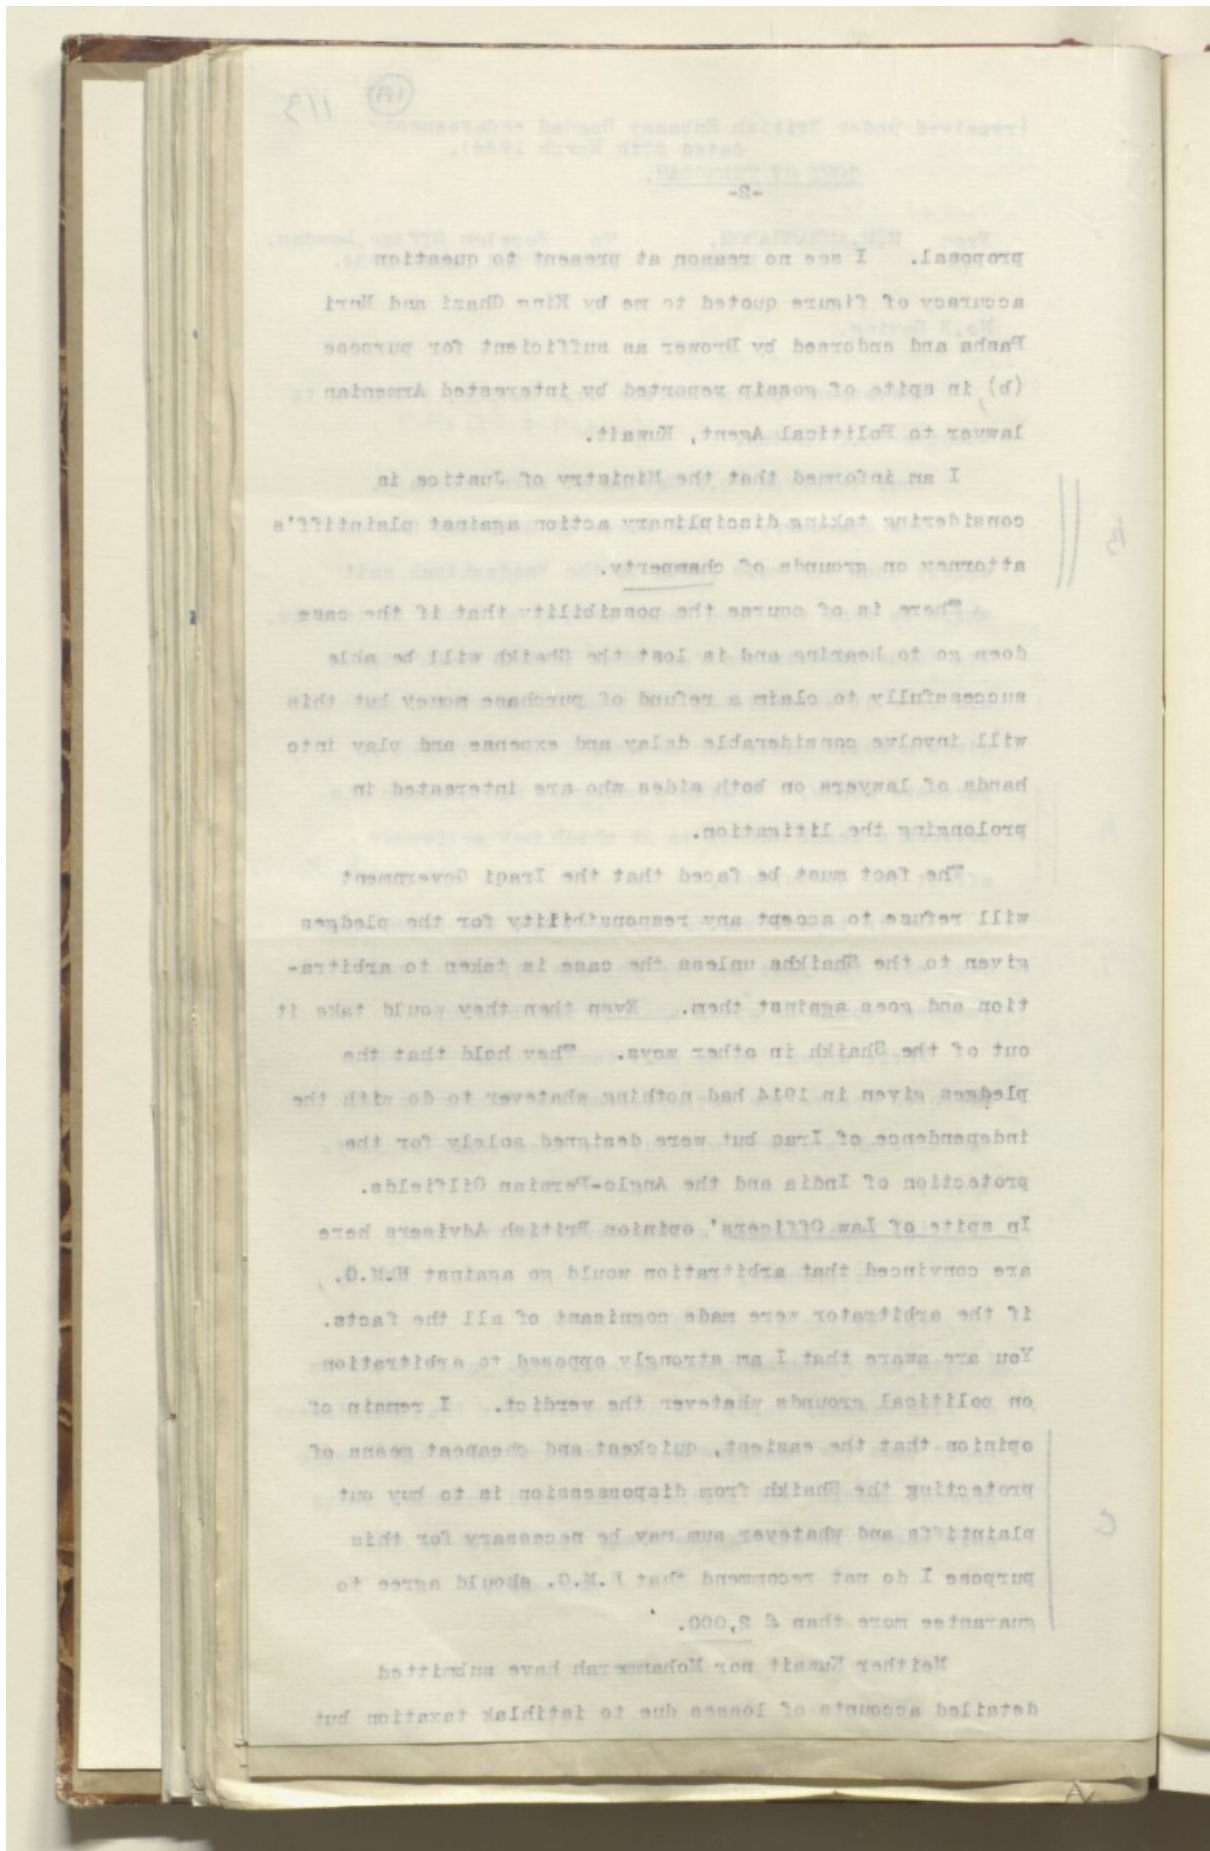 113
-2-
proposal. I see no reason at present to question
accuracy of figure quoted to me by King Ghazi and Nuri
Pasha and endorsed by Drower as sufficient for purpose
(b), in spite of gossip reported by interested Armenian
lawyer to Political Agent, Kuwait.
I am informed that the Ministry of Justice is
considering taking disciplinary action against plaintiff's
attorney on grounds of champerty.
There is of course the possibility that if the case
does go to hearing and is lost the Shaikh will be able
successfully to claim a refund of purchase money but this
will involve considerable delay and expense and play into
hands of lawyers on both sides who are interested in
prolonging the litigation.
The fact must be faced that the Iraqi Government
will refuse to accept any responsibility for the pledges
given to the Shaikhs unless the case is taken to arbitra-
tion and goes against them. Even then they would take it
out of the Shaikh in other ways. They hold that the
pledges given in 1914 had nothing whatever to do with the
independence of Iraq but were designed solely for the
protection of India and the Anglo-Persian Oilfields.
In spite of Law Officers' opinion British Advisers here
are convinced that arbitration would go against H.M.G.,
if the arbitrator were made cognisant of all the facts.
You are aware that I am strongly opposed to arbitration
on political grounds whatever the verdict. I remain of
opinion that the easiest, quickest and cheapest means of
protecting the Shaikh from dispossession is to buy out
plaintiffs and whatever sum may be necessary for this
purpose I do not recommend that H.M.G. should agree to
guarantee more than £ 2,000.
Neither Kuwait nor Mohammerah have submitted
detailed accounts of losses due to istihlak taxation but